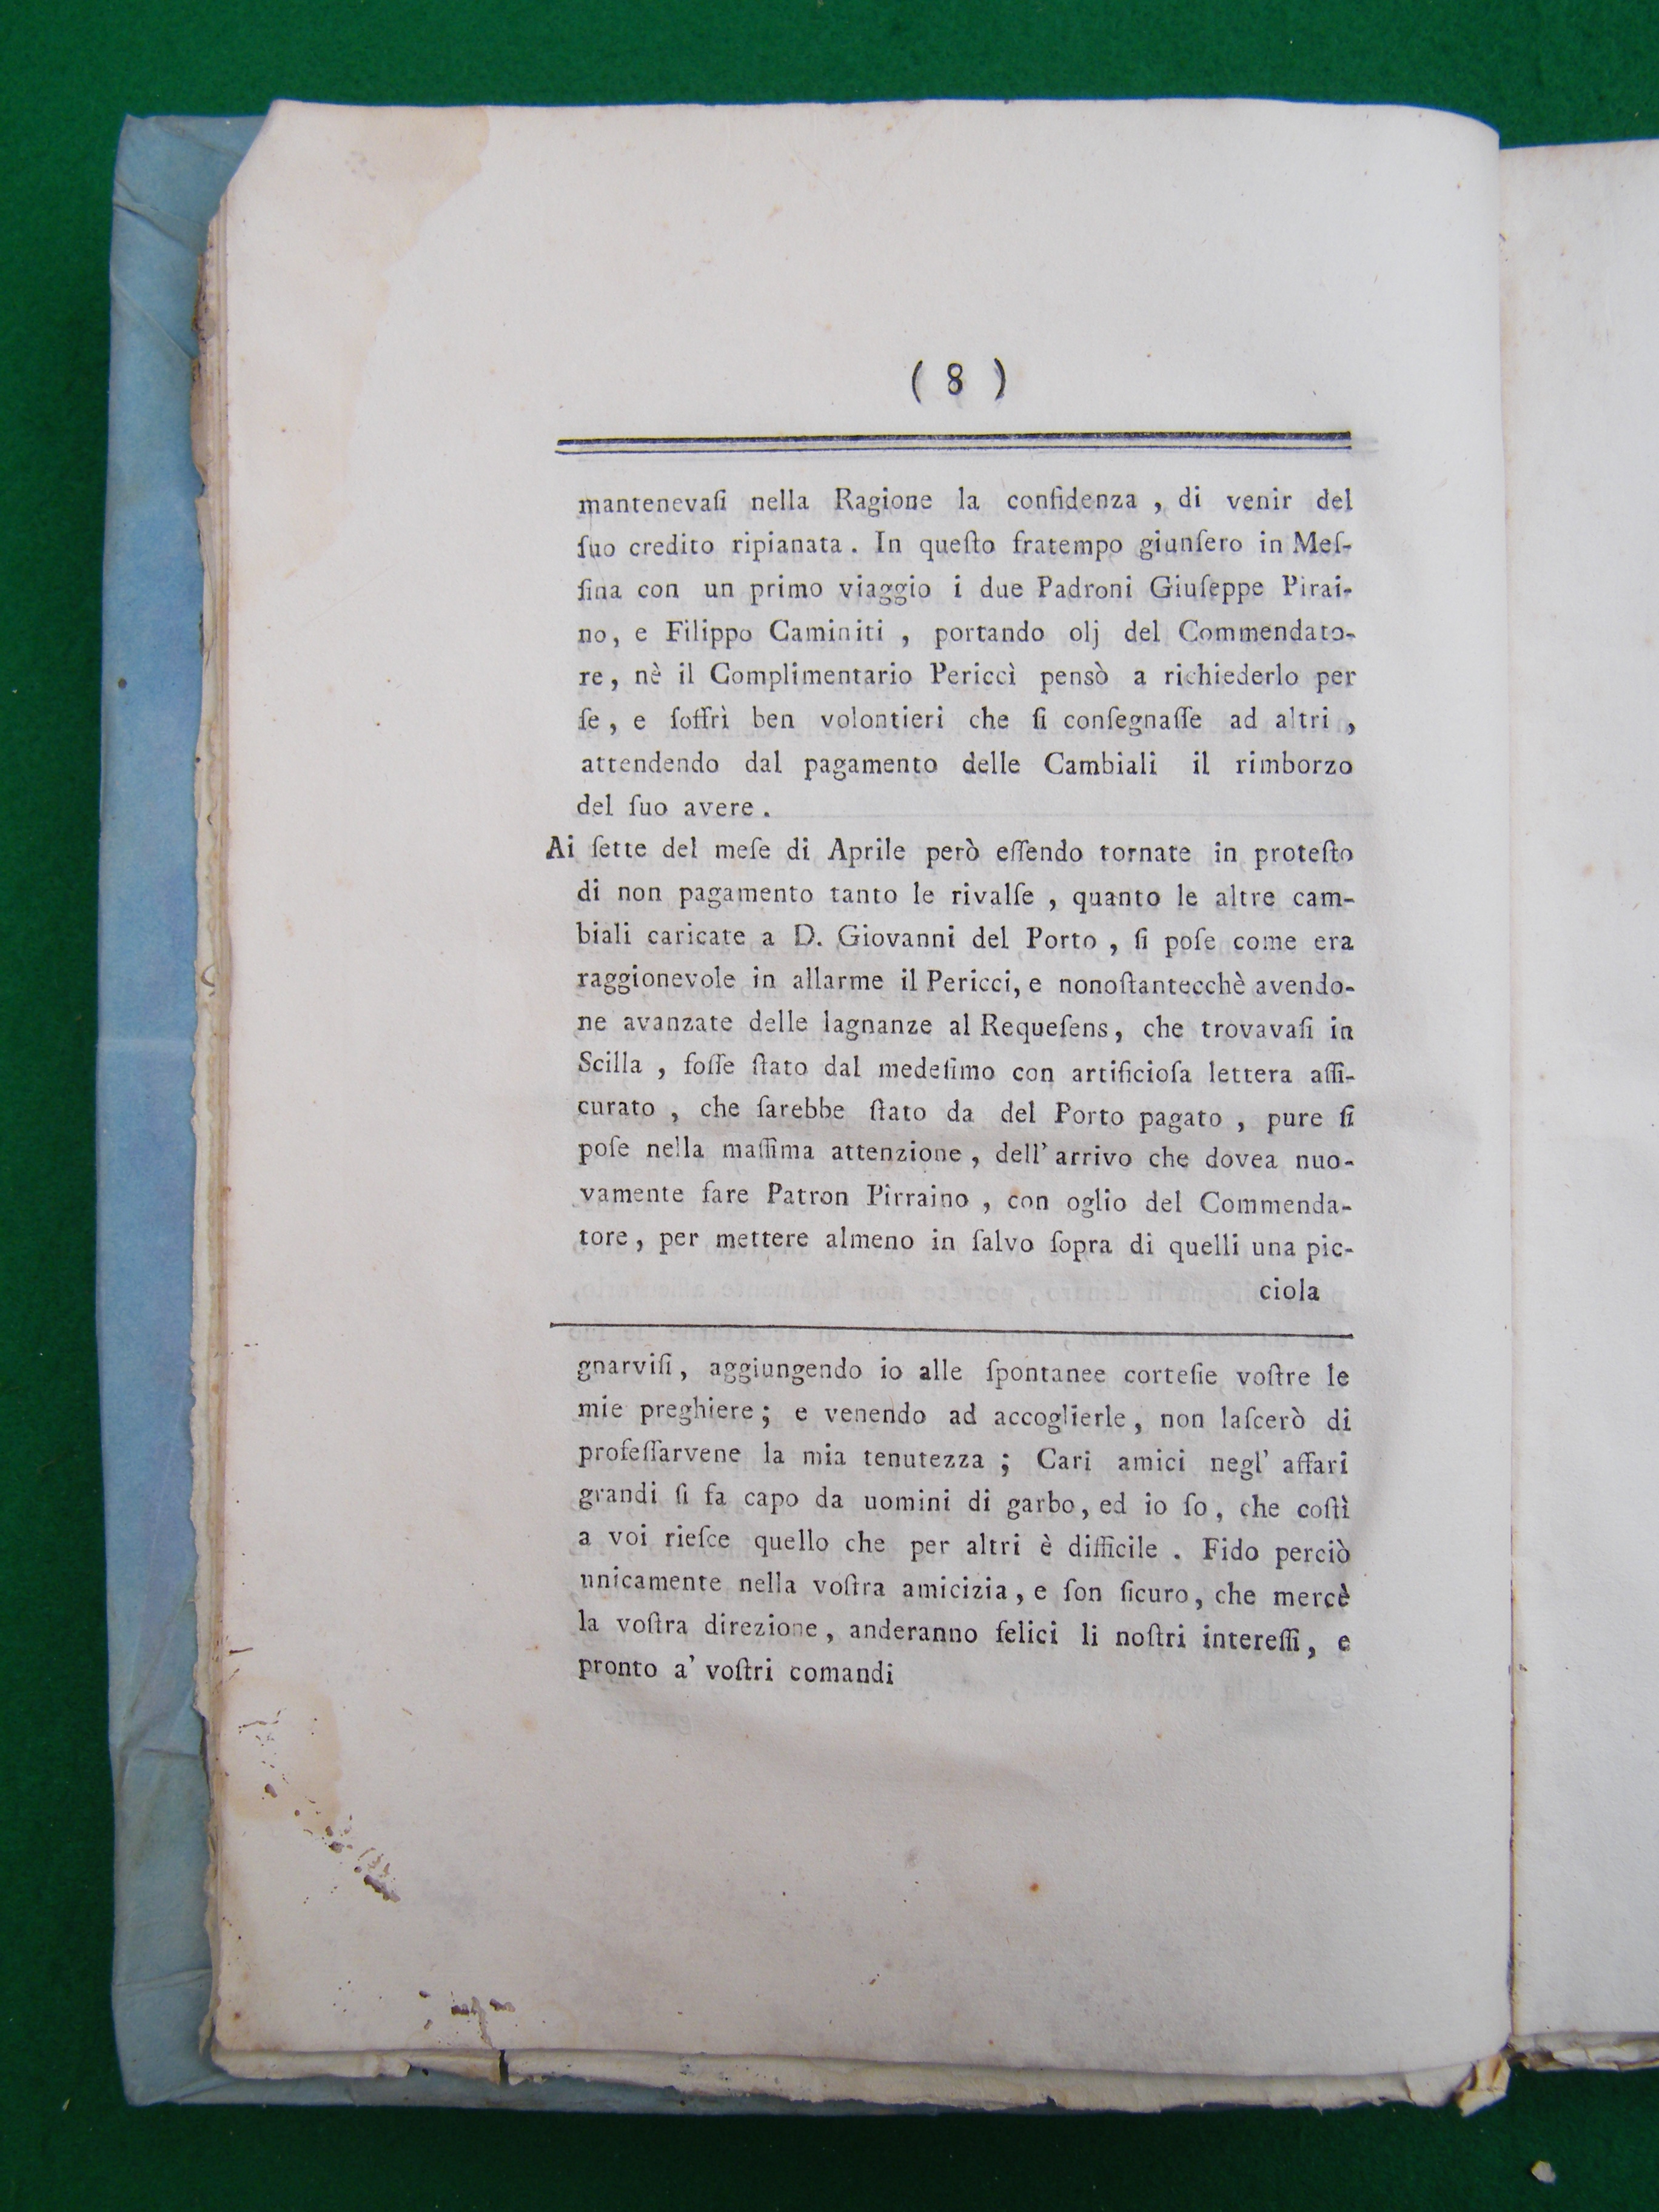 ( 8 )
mantenevaſi nella Ragione la confidenza , di venir del
ſuo credito ripianata . In queſto fratempo giunſero in Meſ-
ſina con un primo viaggio i due Padroni Giuſeppe Pirai-
no, e Filippo Caminiti , portando olj del Commendato-
re, nè il Complimentario Periccì pensò a richiederlo per
ſe, e ſoffrì ben volontieri che ſi conſegnaſſe ad altri ,
attendendo dal pagamento delle Cambiali il rimborzo
del ſuo avere .
Ai ſette del meſe di Aprile però eſſendo tornate in proteſto
di non pagamento tanto le rivalſe , quanto le altre cam-
biali caricate a D. Giovanni del Porto , ſi poſe come era
raggionevole in allarme il Pericci, e nonoſtantecchè avendo-
ne avanzate delle lagnanze al Requeſens, che trovavaſi in
Scilla , foſſe ſtato dal medeſimo con artificioſa lettera aſſi-
curato , che ſarebbe ſtato da del Porto pagato , pure ſi
poſe nella maſſima attenzione , dell' arrivo che dovea nuo-
vamente fare Patron Pirraino , con oglio del Commenda-
tore , per mettere almeno in ſalvo ſopra di quelli una pic-
ciola
gnarviſi, aggiungendo io alle ſpontanee corteſie voſtre le
mie preghiere ; e venendo ad accoglierle, non laſcerò di
profeſſarvene la mia tenutezza ; Cari amici negl' affari
grandi ſi fa capo da uomini di garbo, ed io ſo, che coſtì
a voi rieſce quello che per altri è difficile . Fido perciò
unicamente nella voſtra amicizia, e ſon ſicuro, che mercè
la voſtra direzione, anderanno felici li noſtri intereſſi, e
pronto a' voſtri comandi